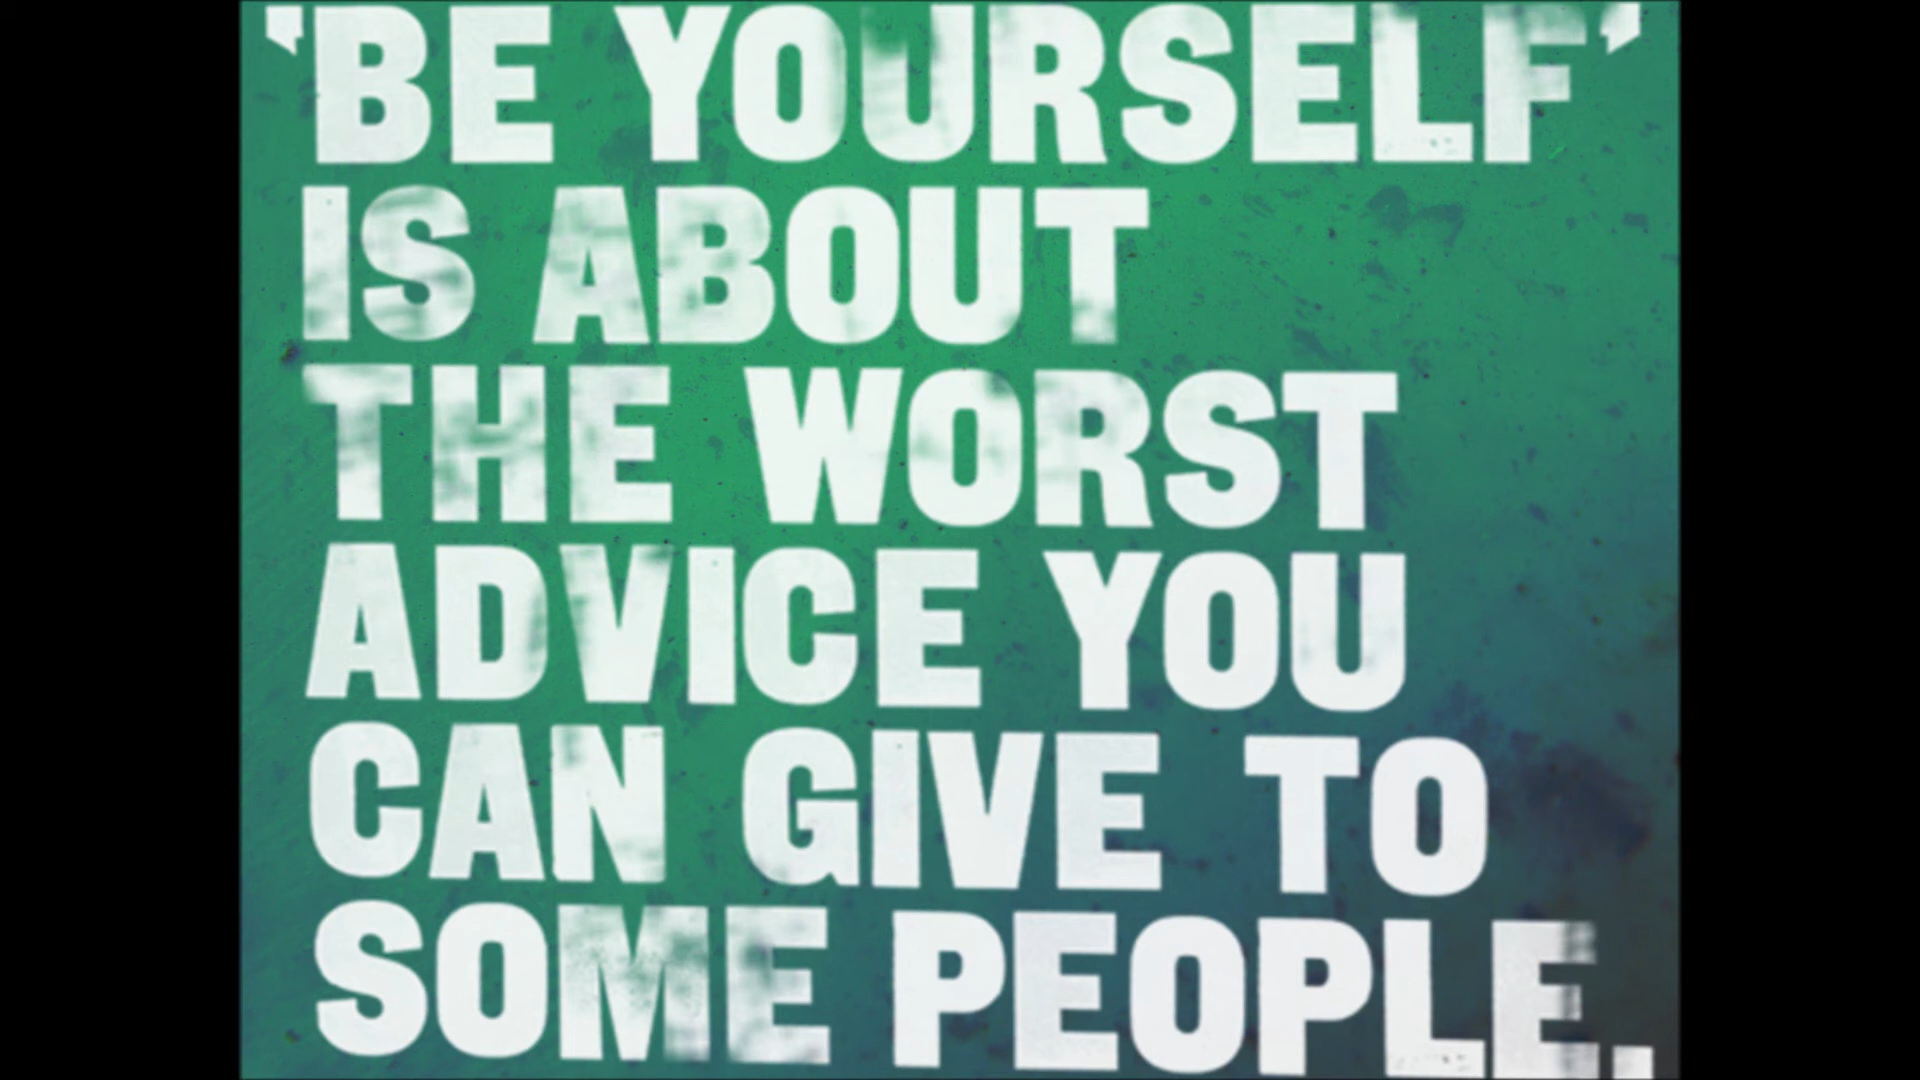 ‘BE YOURSELF’
IS ABOUT
THE WORST
ADVICE YOU
CAN GIVE TO
SOME PEOPLE.